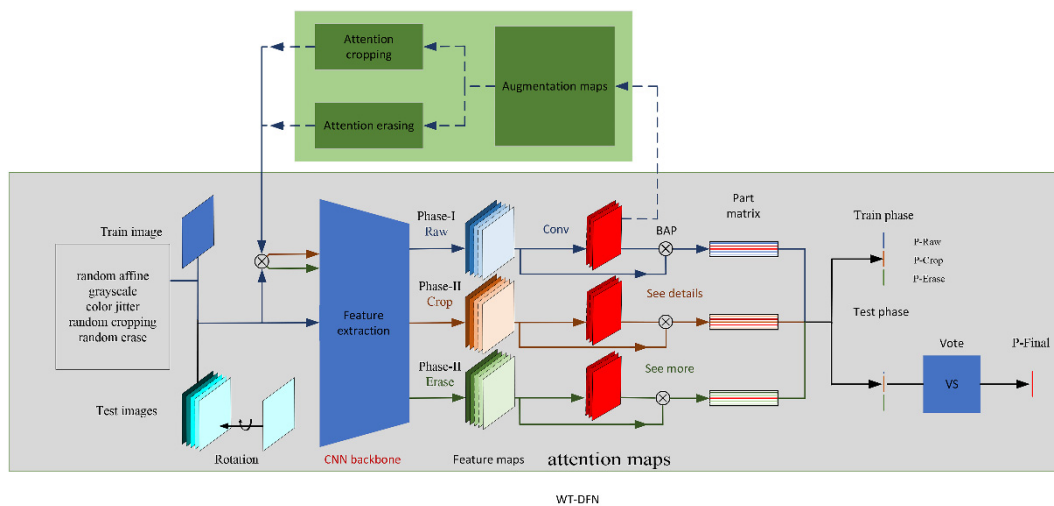 Attention
cropping
Augmentation maps
Attention erasing
Train image
random affine
grayscale
color jitter
random cropping
random erase
Test images
Rotation
Feature
extraction
CNN backbone
Phase-I
Raw
Phase-II
Crop
Phase-II
Erase
Feature maps
Conv
BAP
See details
See more
attention maps
Part
matrix
Train phase
P-Raw
P-Crop
P-Erase
Test phase
Vote
VS
P-Final
WT-DFN